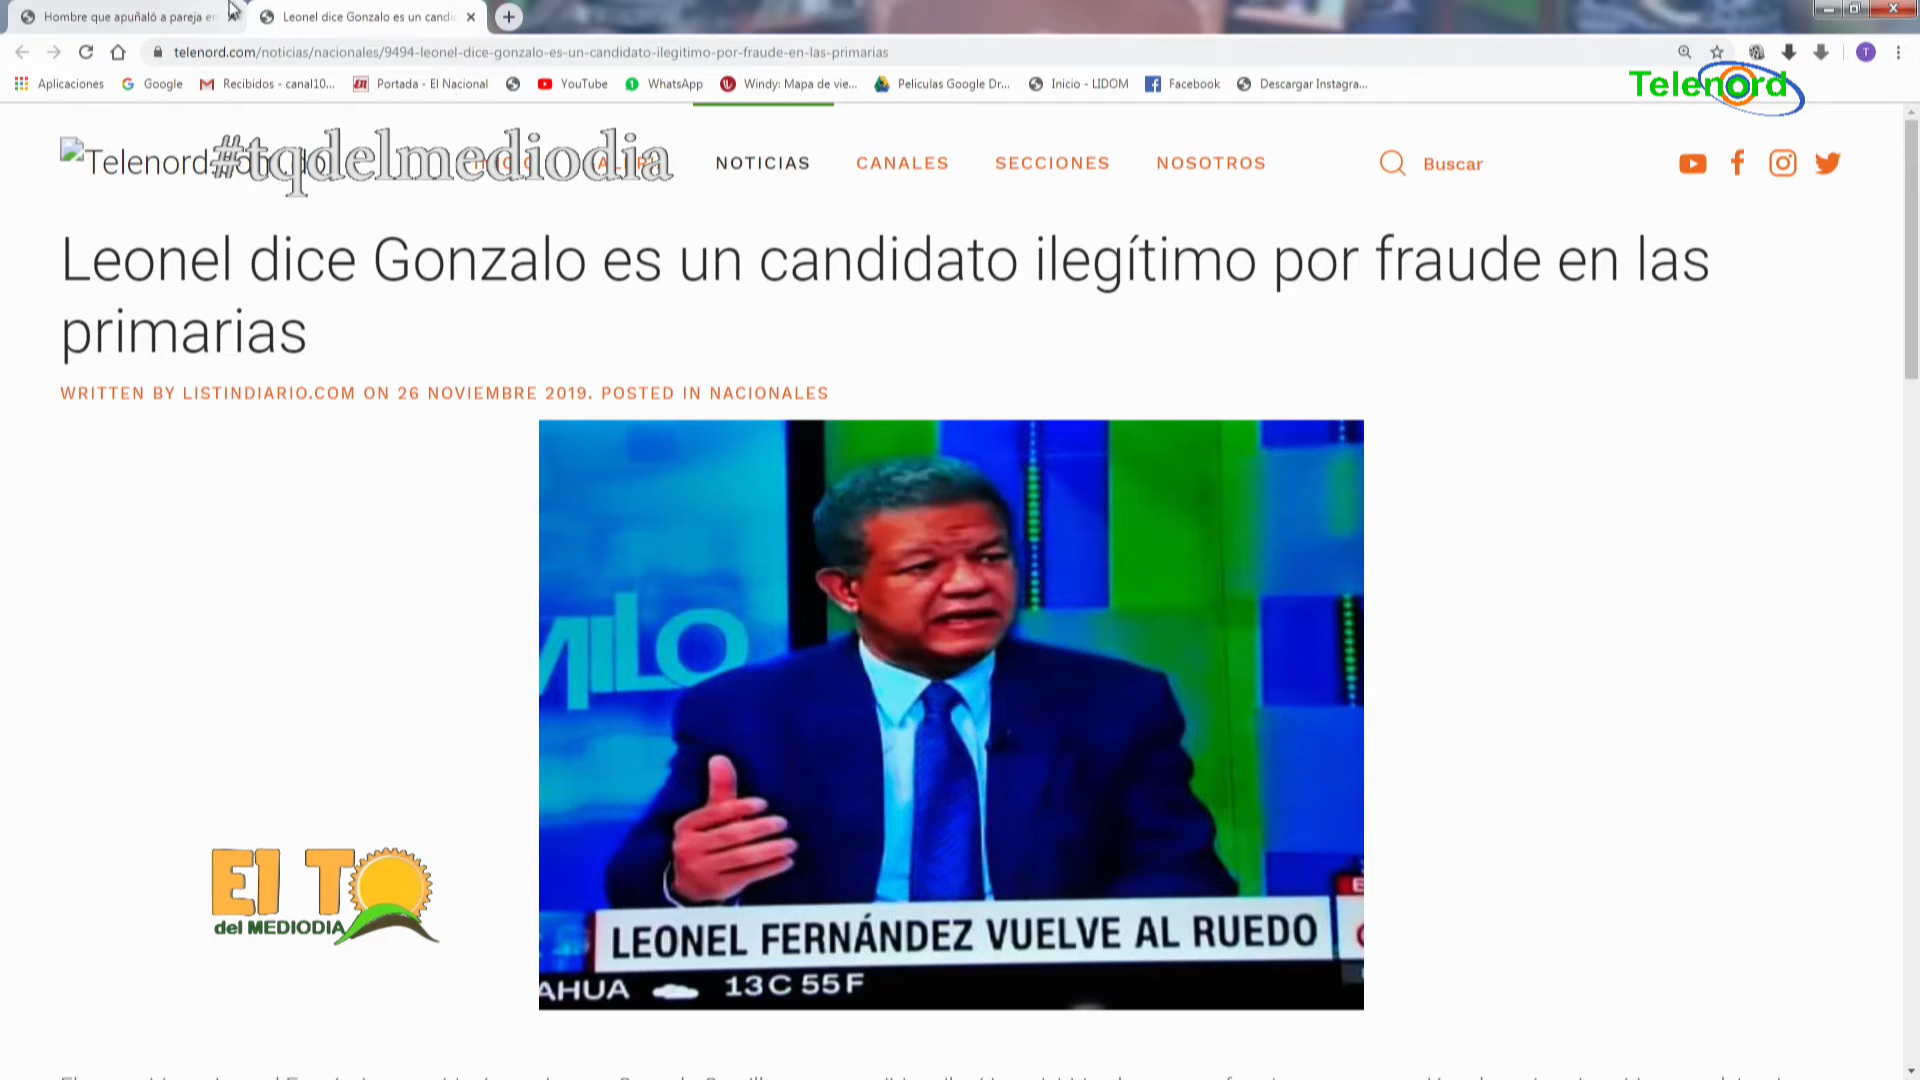 Hombre que apuñaló a pareja en
Leonel dice Gonzalo es un candi
telenord.com/noticias/nacionales/9494-leonel-dice-gonzalo-es-un-candidato-ilegitimo-por-fraude-en-las-primarias
T
Aplicaciones
Google
Recibidos - canal10...
Portada - El Nacional
YouTube
WhatsApp
Windy: Mapa de vie...
Peliculas Google Dr...
Inicio - LIDOM
Facebook
Descargar Instagra...
Telenord
#tqdelmediodia
NOTICIAS
CANALES
SECCIONES
NOSOTROS
Buscar
Leonel dice Gonzalo es un candidato ilegítimo por fraude en las
primarias
WRITTEN BY LISTINDIARIO.COM ON 26 NOVIEMBRE 2019. POSTED IN NACIONALES
MILO
LEONEL FERNÁNDEZ VUELVE AL RUEDO
AHUA 13C 55F
El TO
del MEDIODIA